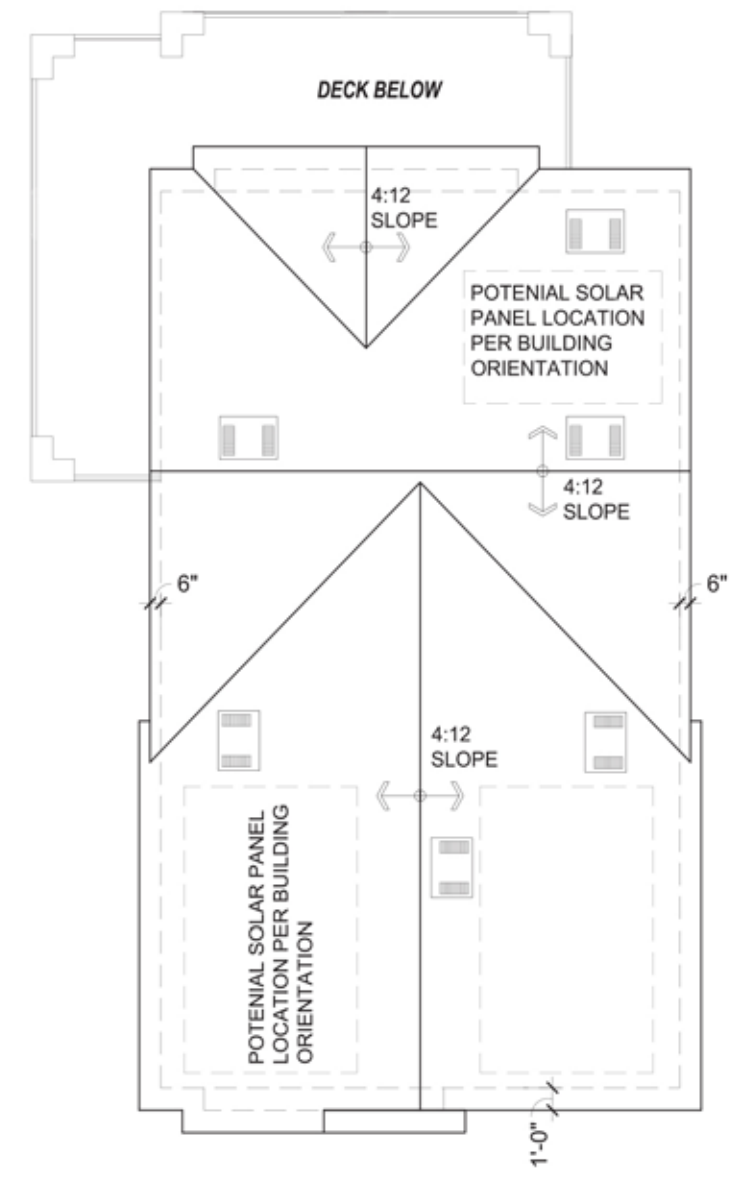 DECK BELOW
4:12
SLOPE
POTENIAL SOLAR
PANEL LOCATION
PER BUILDING
ORIENTATION
4:12
SLOPE
6"
6"
4:12
SLOPE
POTENIAL SOLAR PANEL
LOCATION PER BUILDING
ORIENTATION
1'-0"